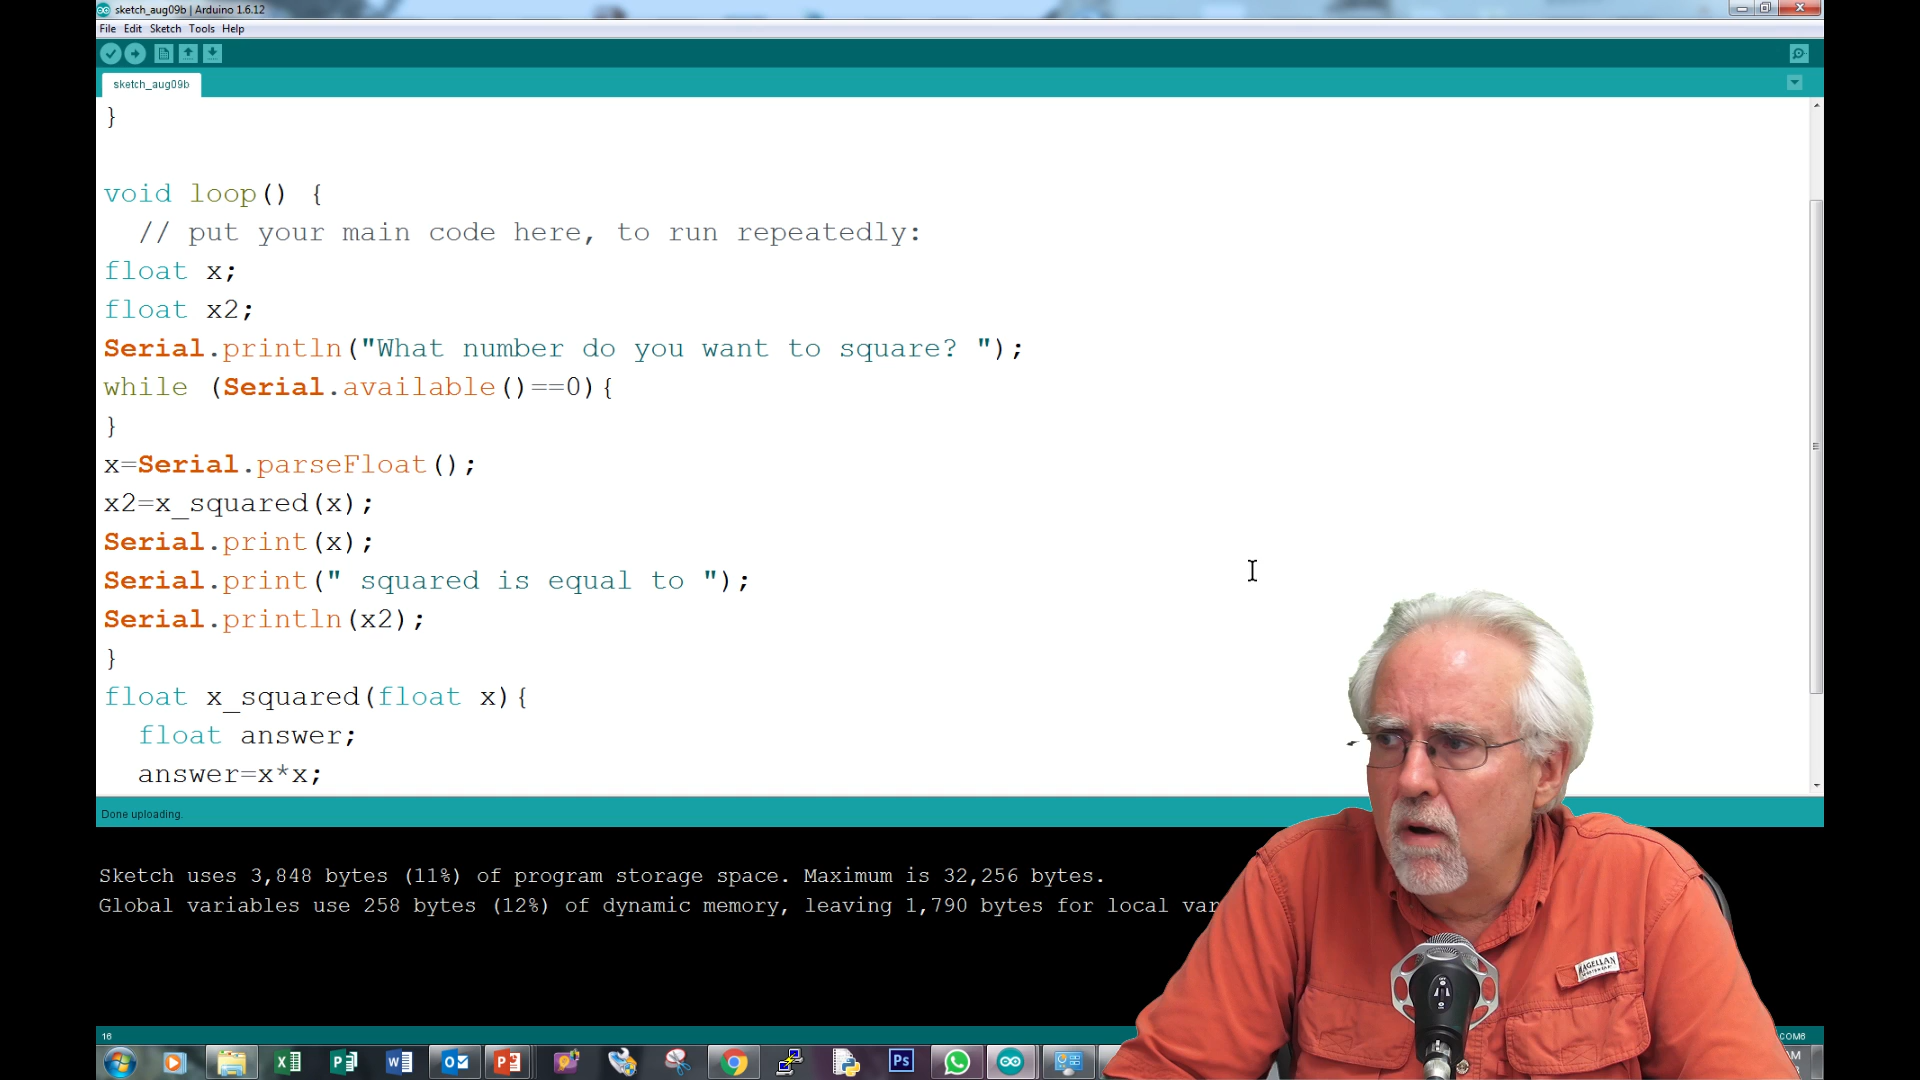 sketch_aug09b | Arduino 1.6.12
File Edit Sketch Tools Help
sketch_aug09b
}
void loop() {
// put your main code here, to run repeatedly:
float x;
float x2;
Serial.println("What number do you want to square? ");
while (Serial.available()==0){
}
x=Serial.parseFloat();
x2=x_squared(x);
Serial.print(x);
Serial.print(" squared is equal to ");
Serial.println(x2);
}
float x_squared(float x){
float answer;
answer=x*x;
Done uploading.
Sketch uses 3,848 bytes (11%) of program storage space. Maximum is 32,256 bytes.
Global variables use 258 bytes (12%) of dynamic memory, leaving 1,790 bytes for local var
MAGELLAN
16
COM6
Ps